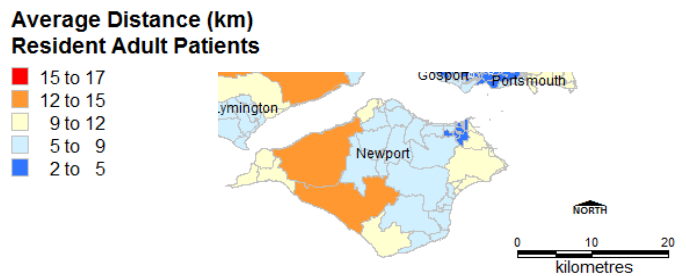 Average Distance (km)
Resident Adult Patients
15 to 17
12 to 15
9 to 12
5 to 9
2 to 5
Gosport
Portsmouth
ymington
Newport
NORTH
0 10 20
kilometres